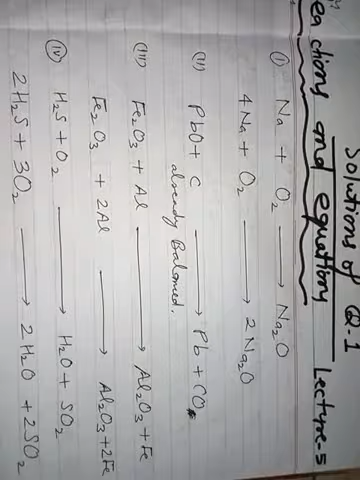 Solutions of Q.1
Reactions and equations Lecture-5
(i) Na + O₂ ⟶ Na₂O
4Na + O₂ ⟶ 2Na₂O
(ii) PbO + C ⟶ Pb + CO
already Balanced.
(iii) Fe₂O₃ + Al ⟶ Al₂O₃ + Fe
Fe₂O₃ + 2Al ⟶ Al₂O₃ + 2Fe
(iv) H₂S + O₂ ⟶ H₂O + SO₂
2H₂S + 3O₂ ⟶ 2H₂O + 2SO₂